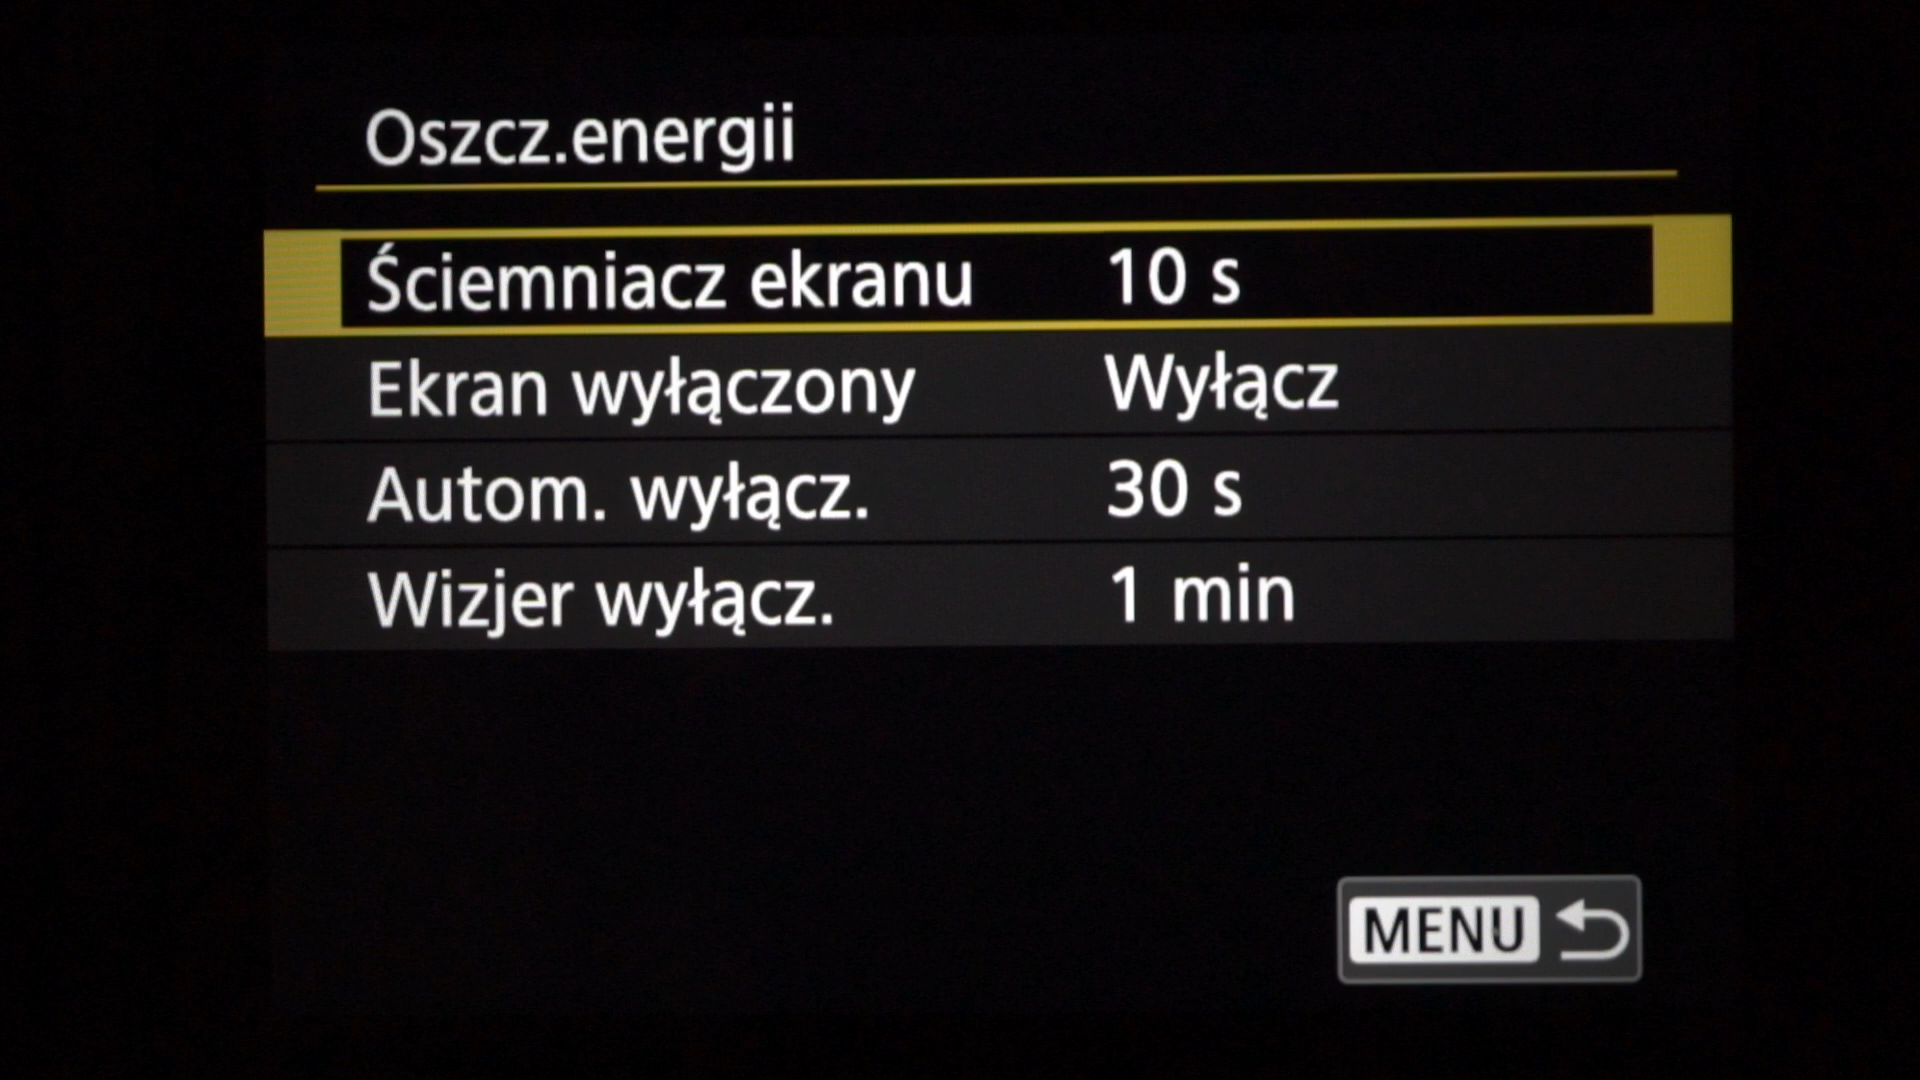 Oszcz.energii
Ściemniacz ekranu 10 s
Ekran wyłączony Wyłącz
Autom. wyłącz. 30 s
Wizjer wyłącz. 1 min
MENU